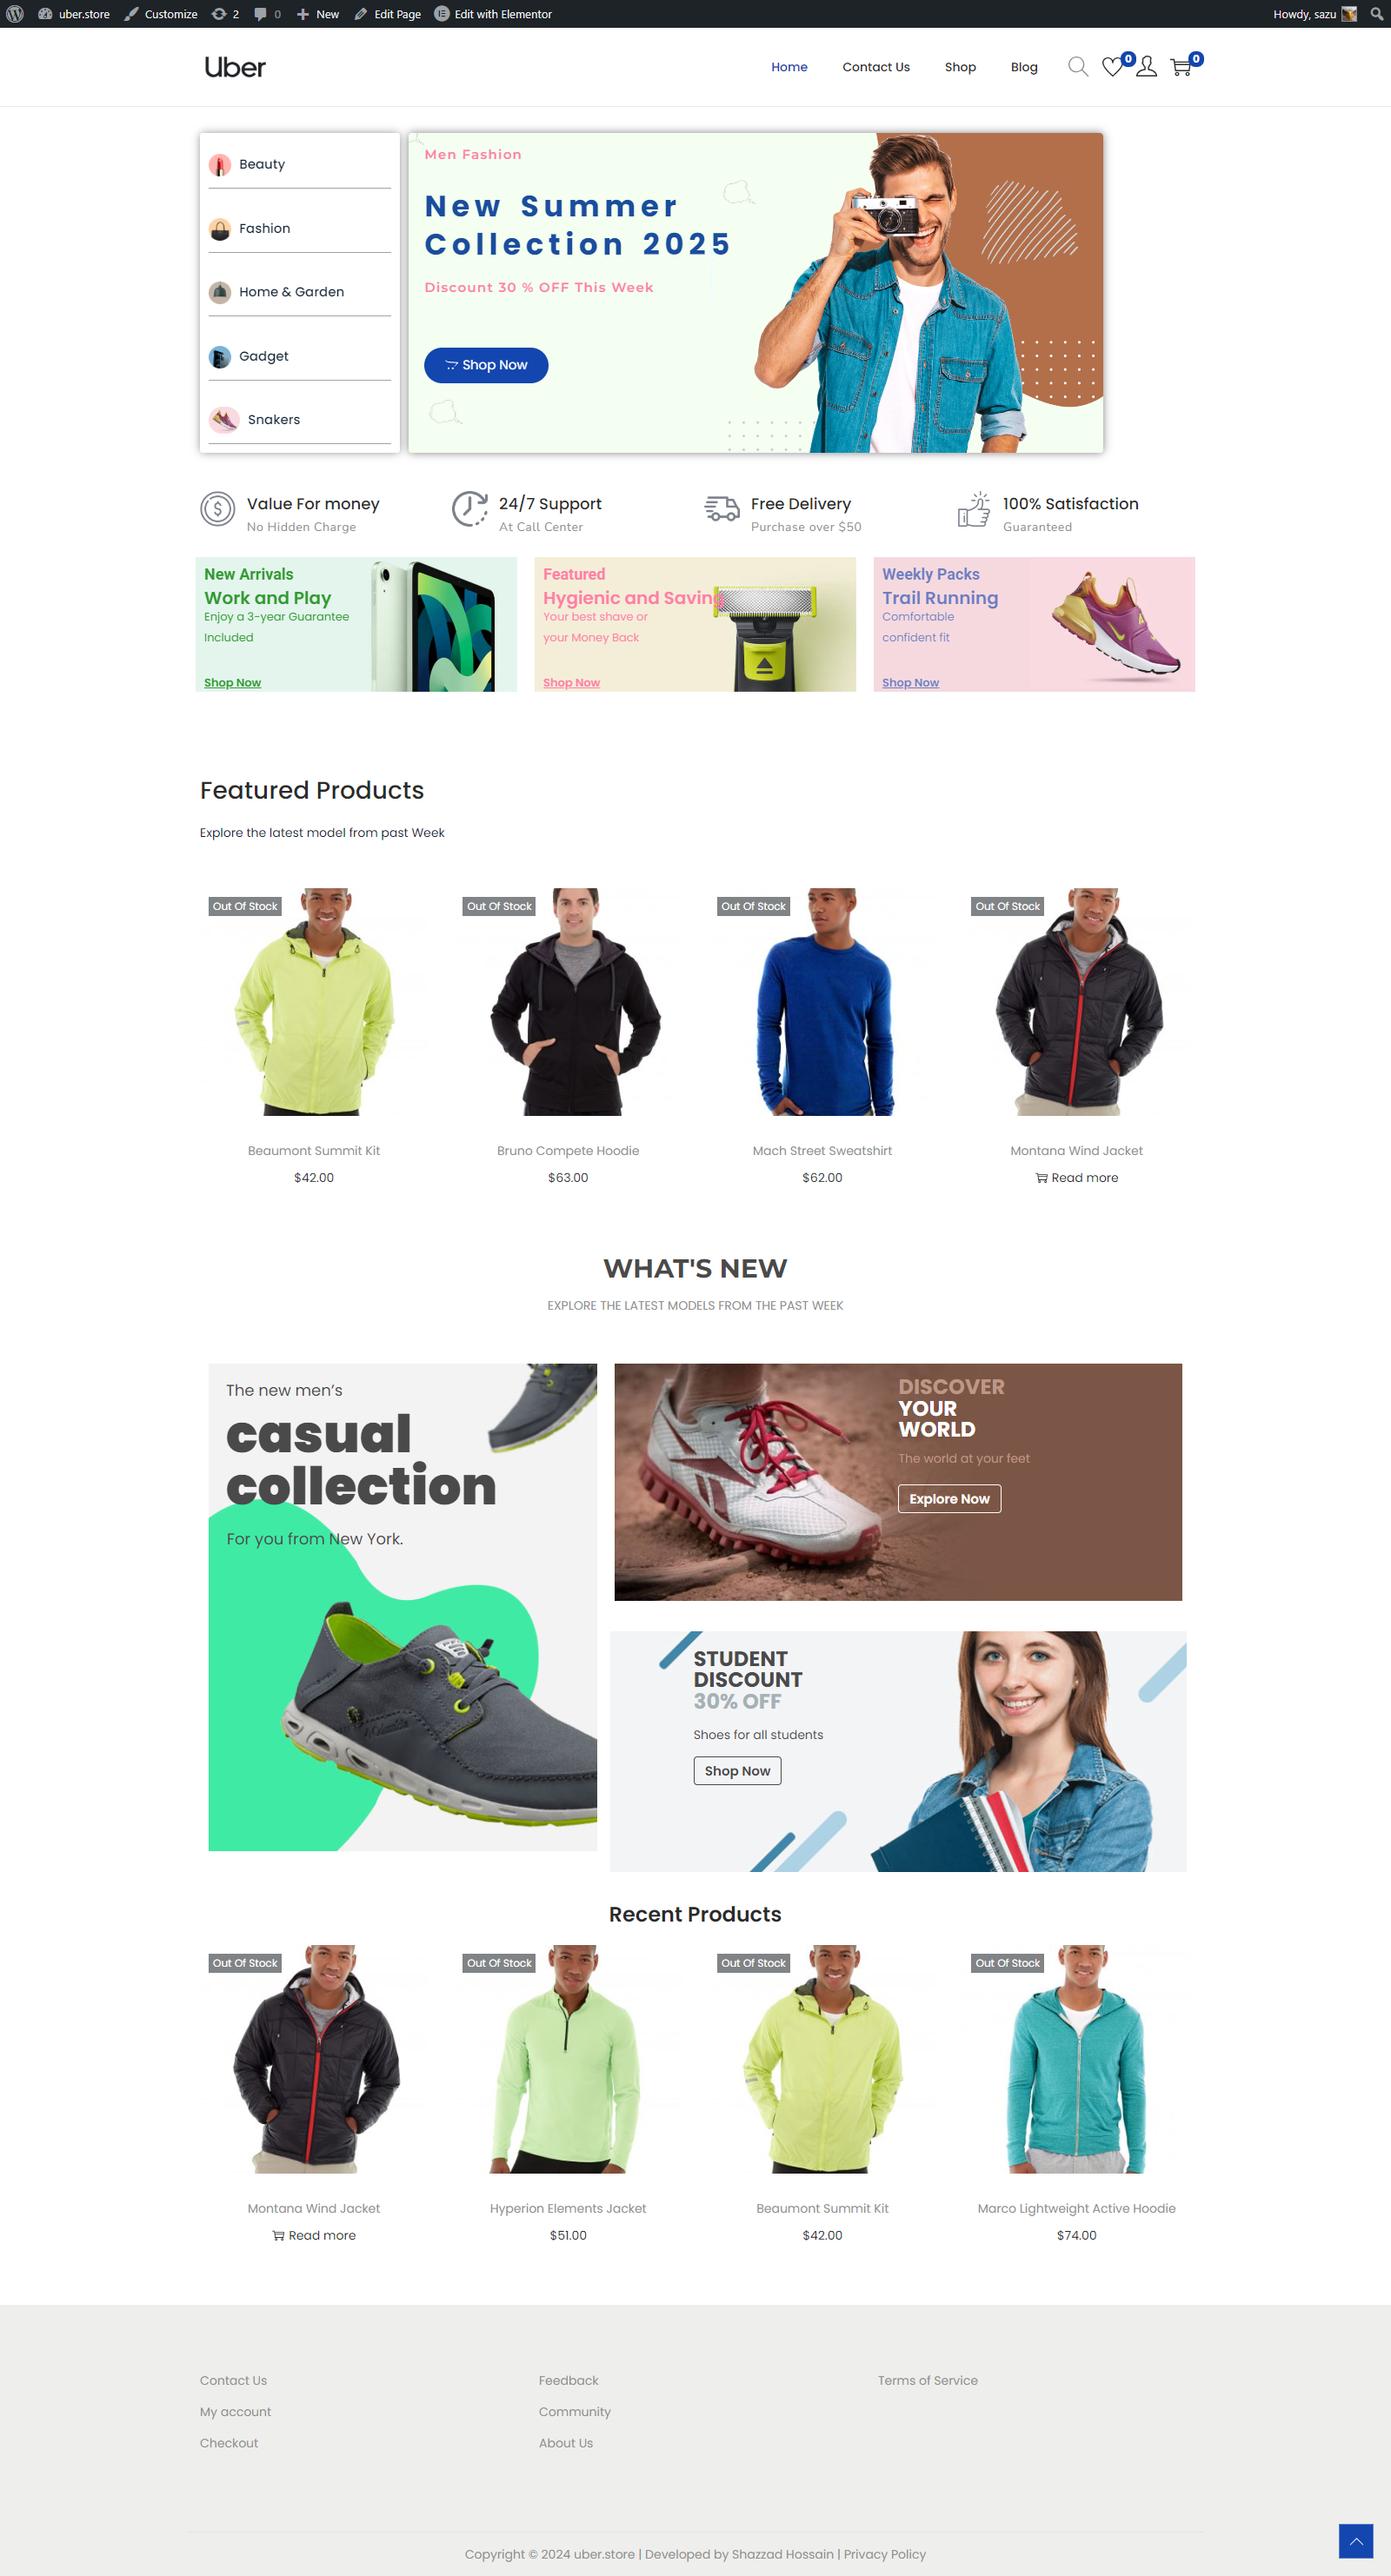 uber.store Customize 2 0 New Edit Page Edit with Elementor Howdy, sazu
Uber
Home Contact Us Shop Blog 0 0
Beauty
Fashion
Home & Garden
Gadget
Snakers
Men Fashion
New Summer
Collection 2025
Discount 30 % OFF This Week
Shop Now
Value For money
No Hidden Charge
24/7 Support
At Call Center
Free Delivery
Purchase over $50
100% Satisfaction
Guaranteed
New Arrivals
Work and Play
Enjoy a 3-year Guarantee
Included
Shop Now
Featured
Hygienic and Saving
Your best shave or
your Money Back
Shop Now
Weekly Packs
Trail Running
Comfortable
confident fit
Shop Now
Featured Products
Explore the latest model from past Week
Out Of Stock
Beaumont Summit Kit
$42.00
Out Of Stock
Bruno Compete Hoodie
$63.00
Out Of Stock
Mach Street Sweatshirt
$62.00
Out Of Stock
Montana Wind Jacket
Read more
WHAT'S NEW
EXPLORE THE LATEST MODELS FROM THE PAST WEEK
The new men's
casual
collection
For you from New York.
DISCOVER
YOUR
WORLD
The world at your feet
Explore Now
STUDENT
DISCOUNT
30% OFF
Shoes for all students
Shop Now
Recent Products
Out Of Stock
Montana Wind Jacket
Read more
Out Of Stock
Hyperion Elements Jacket
$51.00
Out Of Stock
Beaumont Summit Kit
$42.00
Out Of Stock
Marco Lightweight Active Hoodie
$74.00
Contact Us
My account
Checkout
Feedback
Community
About Us
Terms of Service
Copyright © 2024 uber.store | Developed by Shazzad Hossain | Privacy Policy